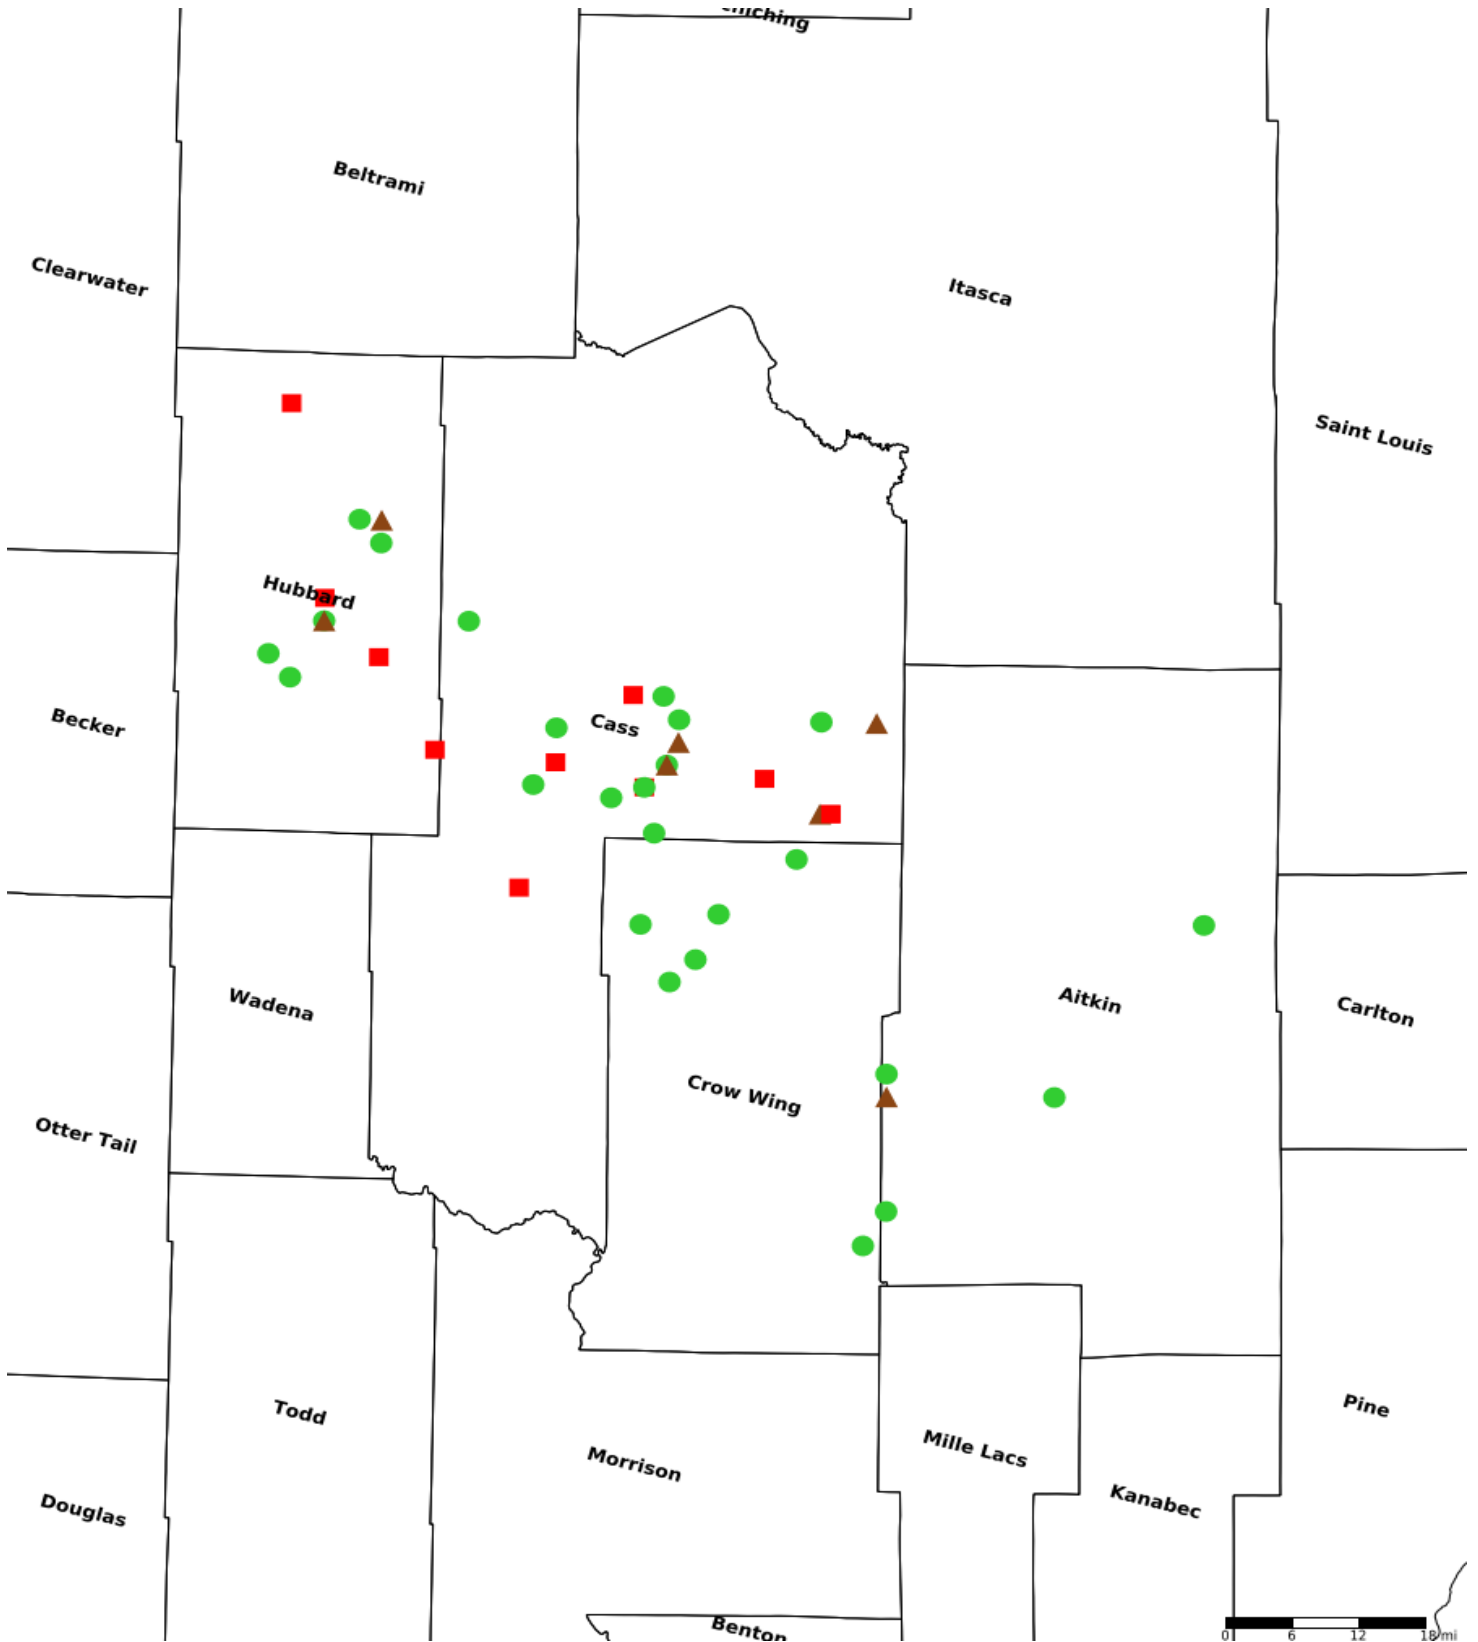 Beltrami
Clearwater
Itasca
Saint Louis
Hubbard
Becker
Cass
Wadena
Aitkin
Carlton
Crow Wing
Otter Tail
Todd
Pine
Morrison
Mille Lacs
Kanabec
Douglas
Benton
0 6 12 18 mi